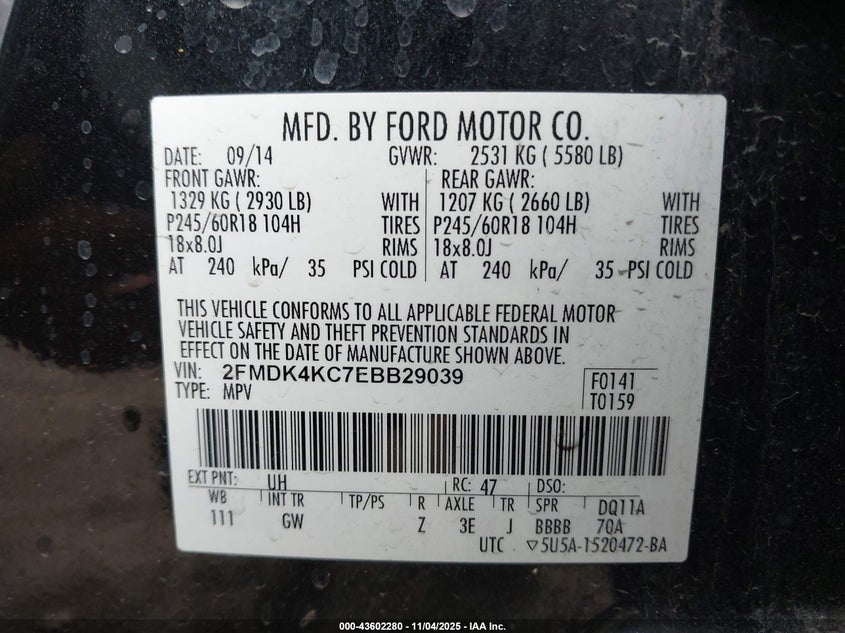 MFD. BY FORD MOTOR CO.
DATE: 09/14 GVWR: 2531 KG ( 5580 LB)
FRONT GAWR: REAR GAWR:
1329 KG ( 2930 LB) WITH 1207 KG ( 2660 LB) WITH
P245/60R18 104H TIRES P245/60R18 104H TIRES
18x8.0J RIMS 18x8.0J RIMS
AT 240 kPa/ 35 PSI COLD AT 240 kPa/ 35 PSI COLD
THIS VEHICLE CONFORMS TO ALL APPLICABLE FEDERAL MOTOR
VEHICLE SAFETY AND THEFT PREVENTION STANDARDS IN
EFFECT ON THE DATE OF MANUFACTURE SHOWN ABOVE.
VIN: 2FMDK4KC7EBB29039 F0141
TYPE: MPV T0159
EXT PNT: UH RC: 47 DSO:
WB INT TR TP/PS R AXLE TR SPR DQ11A
111 GW Z 3E J BBBB 70A
UTC ▽5U5A-1520472-BA
000-43602280 - 11/04/2025 - IAA Inc.